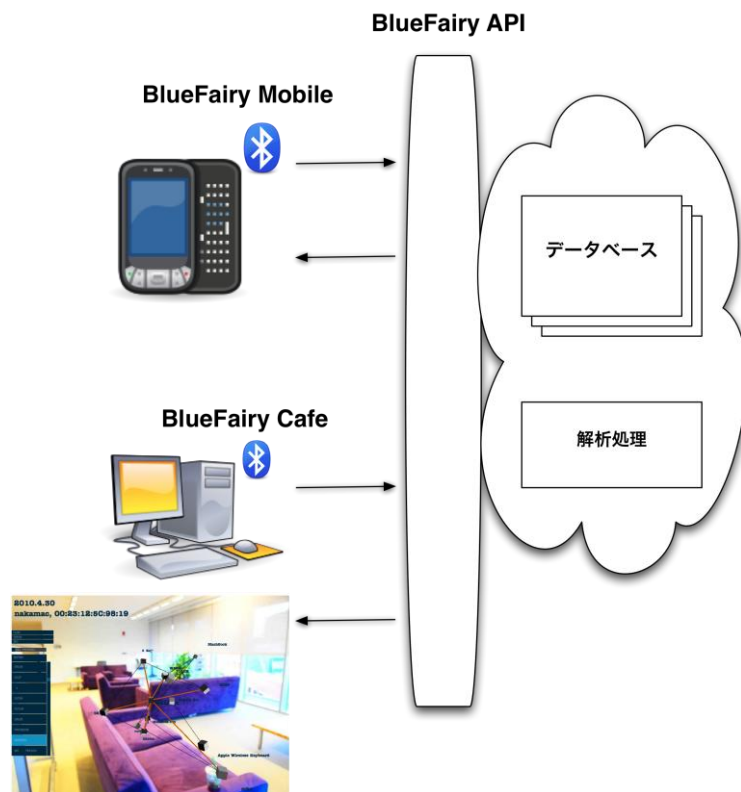 BlueFairy API
BlueFairy Mobile
データベース
BlueFairy Cafe
解析処理
2010.4.30
nakamac, 00:23:12:5C:98:19
Apple Wireless Keyboard